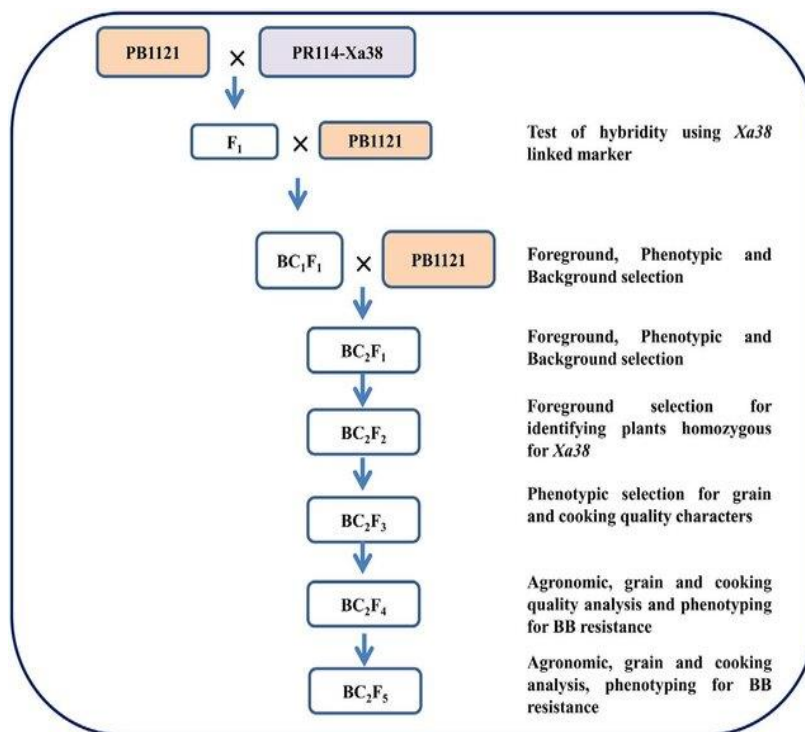 PB1121 × PR114-Xa38
F₁ × PB1121
Test of hybridity using Xa38
linked marker
BC₁F₁ × PB1121
Foreground, Phenotypic and
Background selection
BC₂F₁
Foreground, Phenotypic and
Background selection
BC₂F₂
Foreground selection for
identifying plants homozygous
for Xa38
BC₂F₃
Phenotypic selection for grain
and cooking quality characters
BC₂F₄
Agronomic, grain and cooking
quality analysis and phenotyping
for BB resistance
BC₂F₅
Agronomic, grain and cooking
analysis, phenotyping for BB
resistance